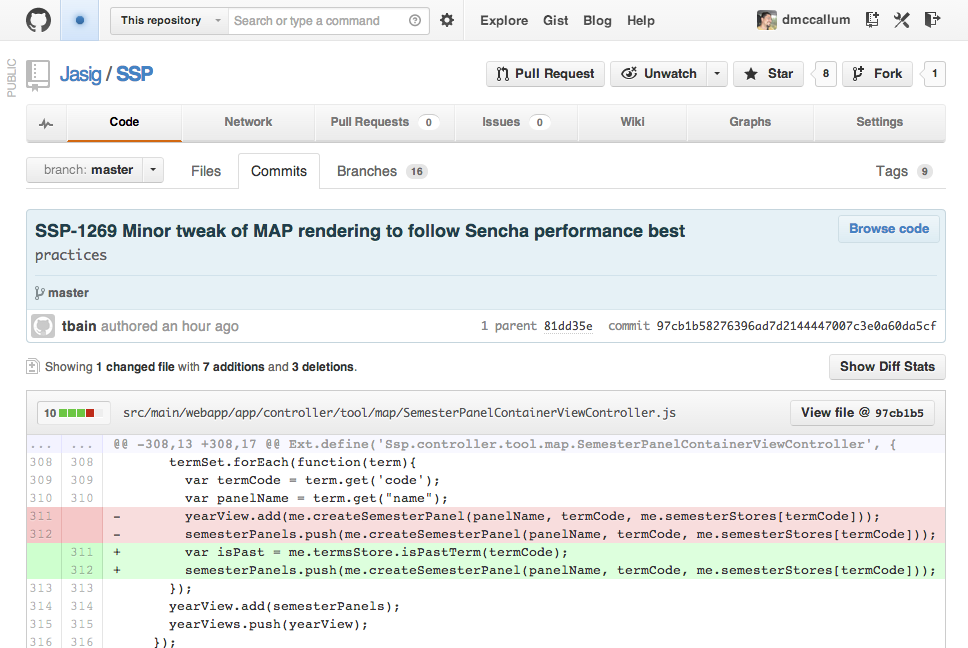 This repository Search or type a command Explore Gist Blog Help dmccallum
PUBLIC
Jasig / SSP Pull Request Unwatch Star 8 Fork 1
Code Network Pull Requests 0 Issues 0 Wiki Graphs Settings
branch: master Files Commits Branches 16 Tags 9
SSP-1269 Minor tweak of MAP rendering to follow Sencha performance best Browse code
practices
master
tbain authored an hour ago 1 parent 81dd35e commit 97cb1b58276396ad7d2144447007c3e0a60da5cf
Showing 1 changed file with 7 additions and 3 deletions. Show Diff Stats
10 src/main/webapp/app/controller/tool/map/SemesterPanelContainerViewController.js View file @ 97cb1b5
... ... @@ -308,13 +308,17 @@ Ext.define('Ssp.controller.tool.map.SemesterPanelContainerViewController', {
308 308 termSet.forEach(function(term){
309 309 var termCode = term.get('code');
310 310 var panelName = term.get("name");
311 - yearView.add(me.createSemesterPanel(panelName, termCode, me.semesterStores[termCode]));
312 - semesterPanels.push(me.createSemesterPanel(panelName, termCode, me.semesterStores[termCode]));
311 + var isPast = me.termsStore.isPastTerm(termCode);
312 + semesterPanels.push(me.createSemesterPanel(panelName, termCode, me.semesterStores[termCode]));
313 313 });
314 314 yearView.add(semesterPanels);
315 315 yearViews.push(yearView);
316 316 });